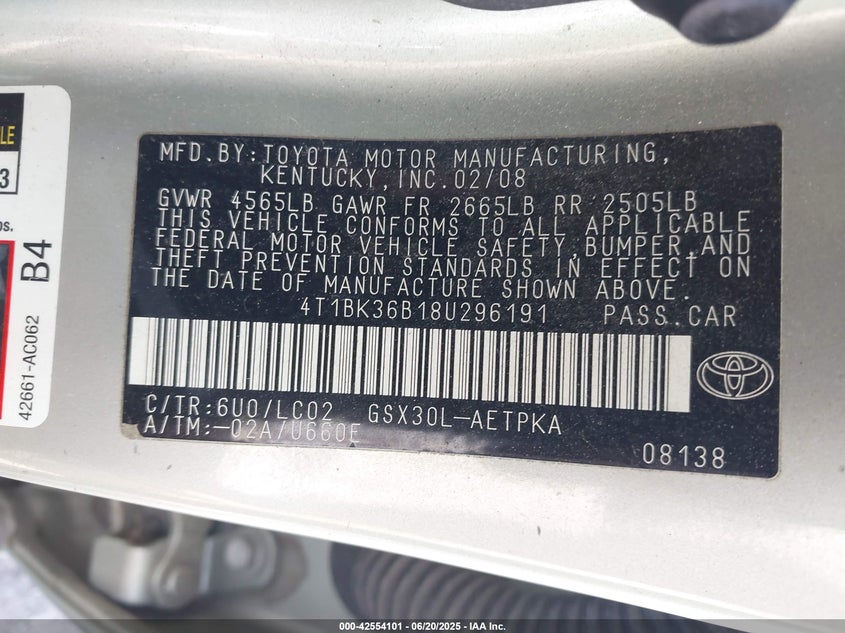 LE
3
os.
B4
42661-AC062
MFD.BY:TOYOTA MOTOR MANUFACTURING,
KENTUCKY,INC.02/08
GVWR 4565LB GAWR FR 2665LB RR 2505LB
THIS VEHICLE CONFORMS TO ALL APPLICABLE
FEDERAL MOTOR VEHICLE SAFETY,BUMPER,AND
THEFT PREVENTION STANDARDS IN EFFECT ON
THE DATE OF MANUFACTURE SHOWN ABOVE.
4T1BK36B18U296191 PASS.CAR
C/TR:6U0/LC02 GSX30L-AETPKA
A/TM:-02A/U660E
08138
000-42554101 - 06/20/2025 - IAA Inc.